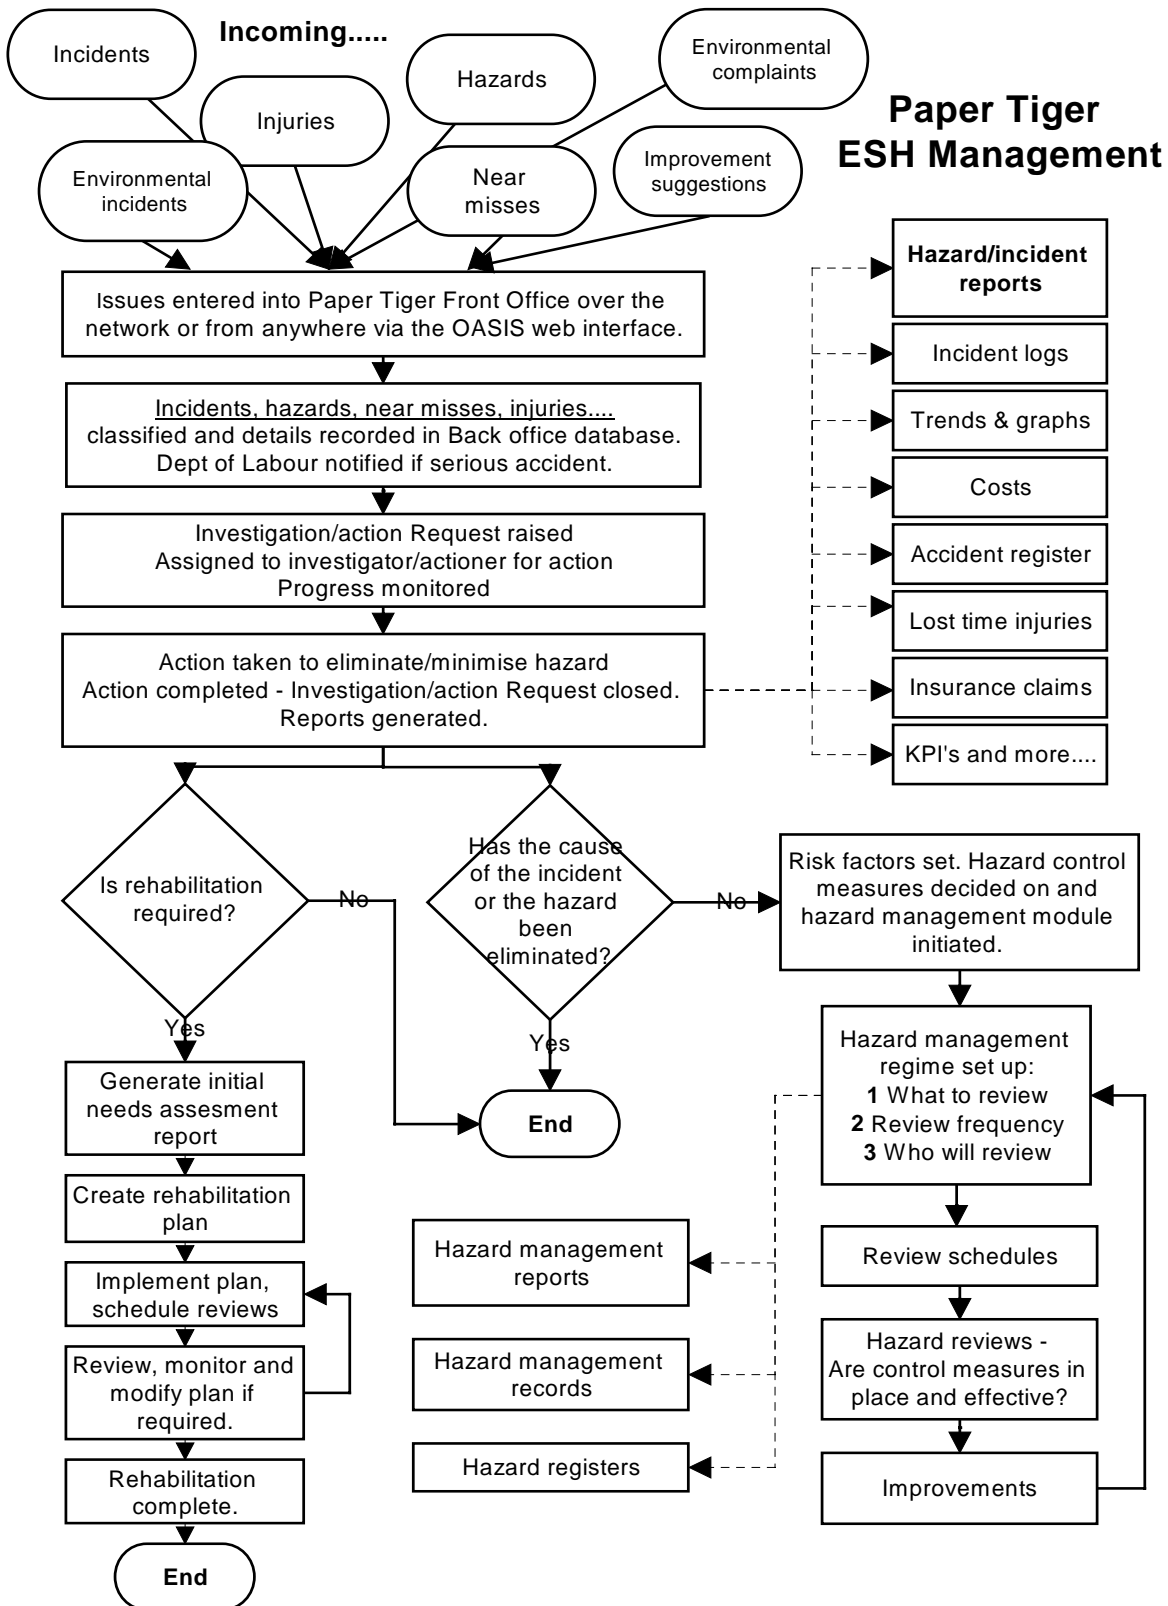 Incoming.....
Incidents
Injuries
Hazards
Environmental
complaints
Environmental
incidents
Near
misses
Improvement
suggestions
Paper Tiger
ESH Management
Issues entered into Paper Tiger Front Office over the
network or from anywhere via the OASIS web interface.
Incidents, hazards, near misses, injuries....
classified and details recorded in Back office database.
Dept of Labour notified if serious accident.
Investigation/action Request raised
Assigned to investigator/actioner for action
Progress monitored
Action taken to eliminate/minimise hazard
Action completed - Investigation/action Request closed.
Reports generated.
Hazard/incident
reports
Incident logs
Trends & graphs
Costs
Accident register
Lost time injuries
Insurance claims
KPI's and more....
Is rehabilitation
required?
No
Yes
Has the cause
of the incident
or the hazard
been
eliminated?
No
Yes
End
Risk factors set. Hazard control
measures decided on and
hazard management module
initiated.
Hazard management
regime set up:
1 What to review
2 Review frequency
3 Who will review
Review schedules
Hazard reviews -
Are control measures in
place and effective?
Improvements
Hazard management
reports
Hazard management
records
Hazard registers
Generate initial
needs assesment
report
Create rehabilitation
plan
Implement plan,
schedule reviews
Review, monitor and
modify plan if
required.
Rehabilitation
complete.
End